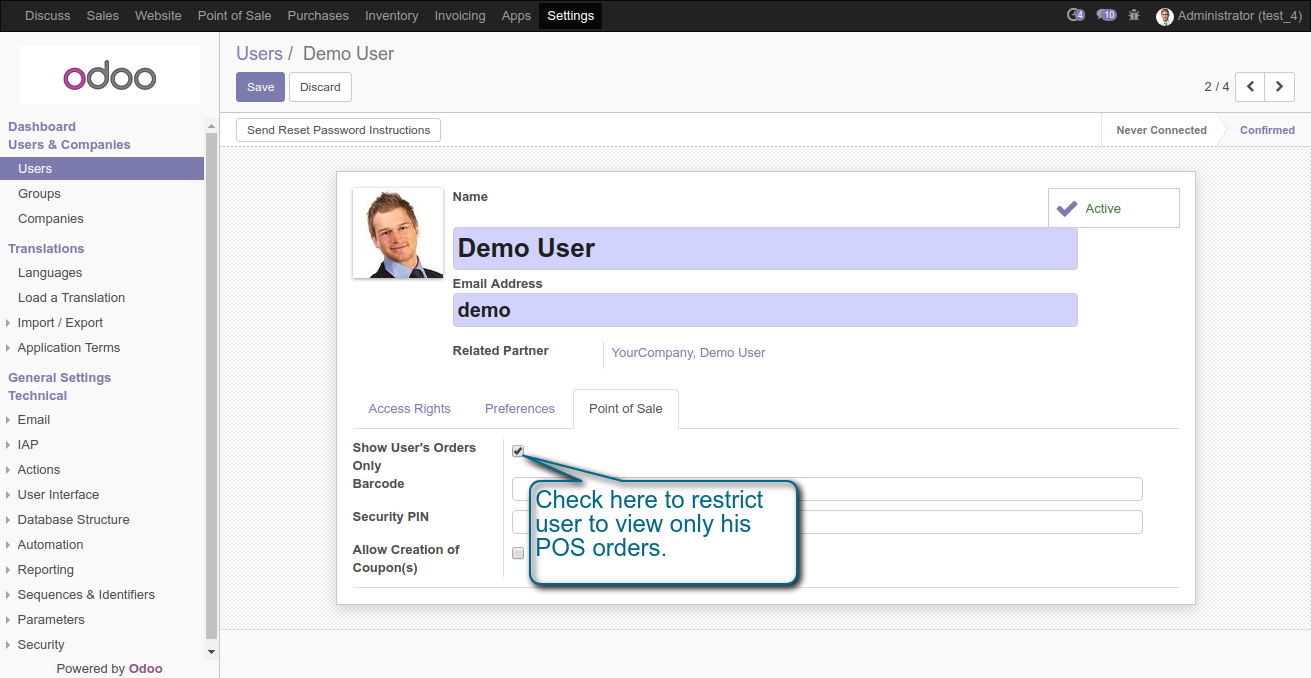 Discuss Sales Website Point of Sale Purchases Inventory Invoicing Apps Settings 4 10 Administrator (test_4)
odoo
Dashboard
Users & Companies
Users
Groups
Companies
Translations
Languages
Load a Translation
Import / Export
Application Terms
General Settings
Technical
Email
IAP
Actions
User Interface
Database Structure
Automation
Reporting
Sequences & Identifiers
Parameters
Security
Powered by Odoo
Users / Demo User
Save Discard 2 / 4
Send Reset Password Instructions Never Connected Confirmed
Name
Active
Demo User
Email Address
demo
Related Partner YourCompany, Demo User
Access Rights Preferences Point of Sale
Show User's Orders
Only
Barcode
Security PIN
Allow Creation of
Coupon(s)
Check here to restrict
user to view only his
POS orders.